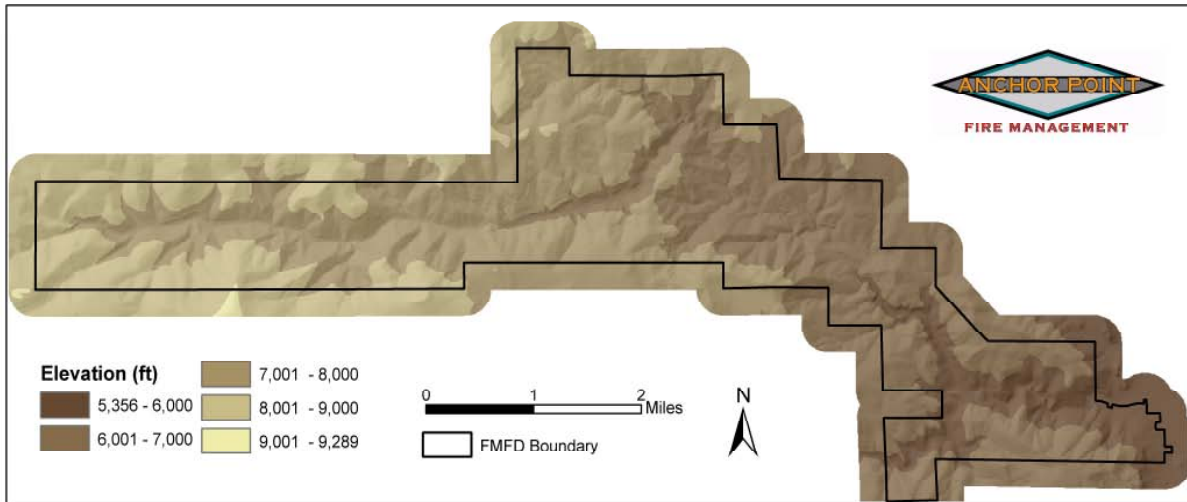 ANCHOR POINT
FIRE MANAGEMENT
Elevation (ft)
5,356 - 6,000
6,001 - 7,000
7,001 - 8,000
8,001 - 9,000
9,001 - 9,289
0 1 2 Miles
FMFD Boundary
N